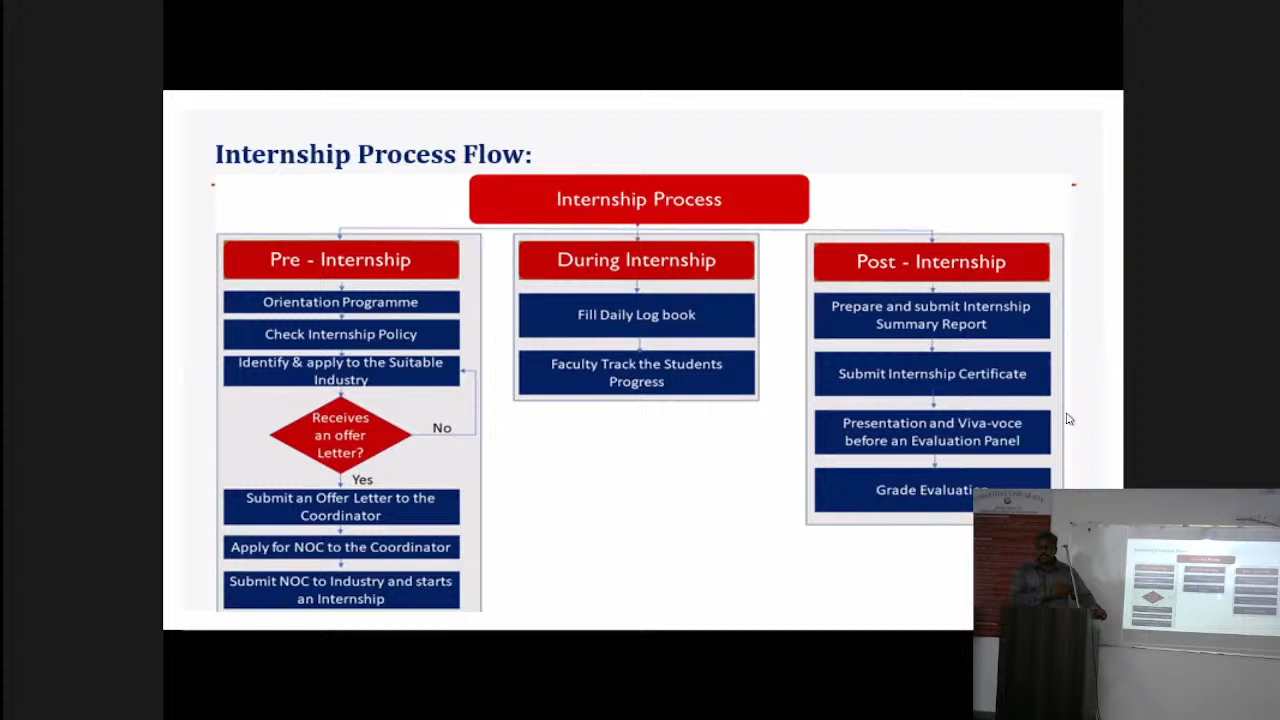 Internship Process Flow:
Internship Process
Pre - Internship
Orientation Programme
Check Internship Policy
Identify & apply to the Suitable
Industry
Receives
an offer
Letter?
No
Yes
Submit an Offer Letter to the
Coordinator
Apply for NOC to the Coordinator
Submit NOC to Industry and starts
an Internship
During Internship
Fill Daily Log book
Faculty Track the Students
Progress
Post - Internship
Prepare and submit Internship
Summary Report
Submit Internship Certificate
Presentation and Viva-voce
before an Evaluation Panel
Grade Evaluation